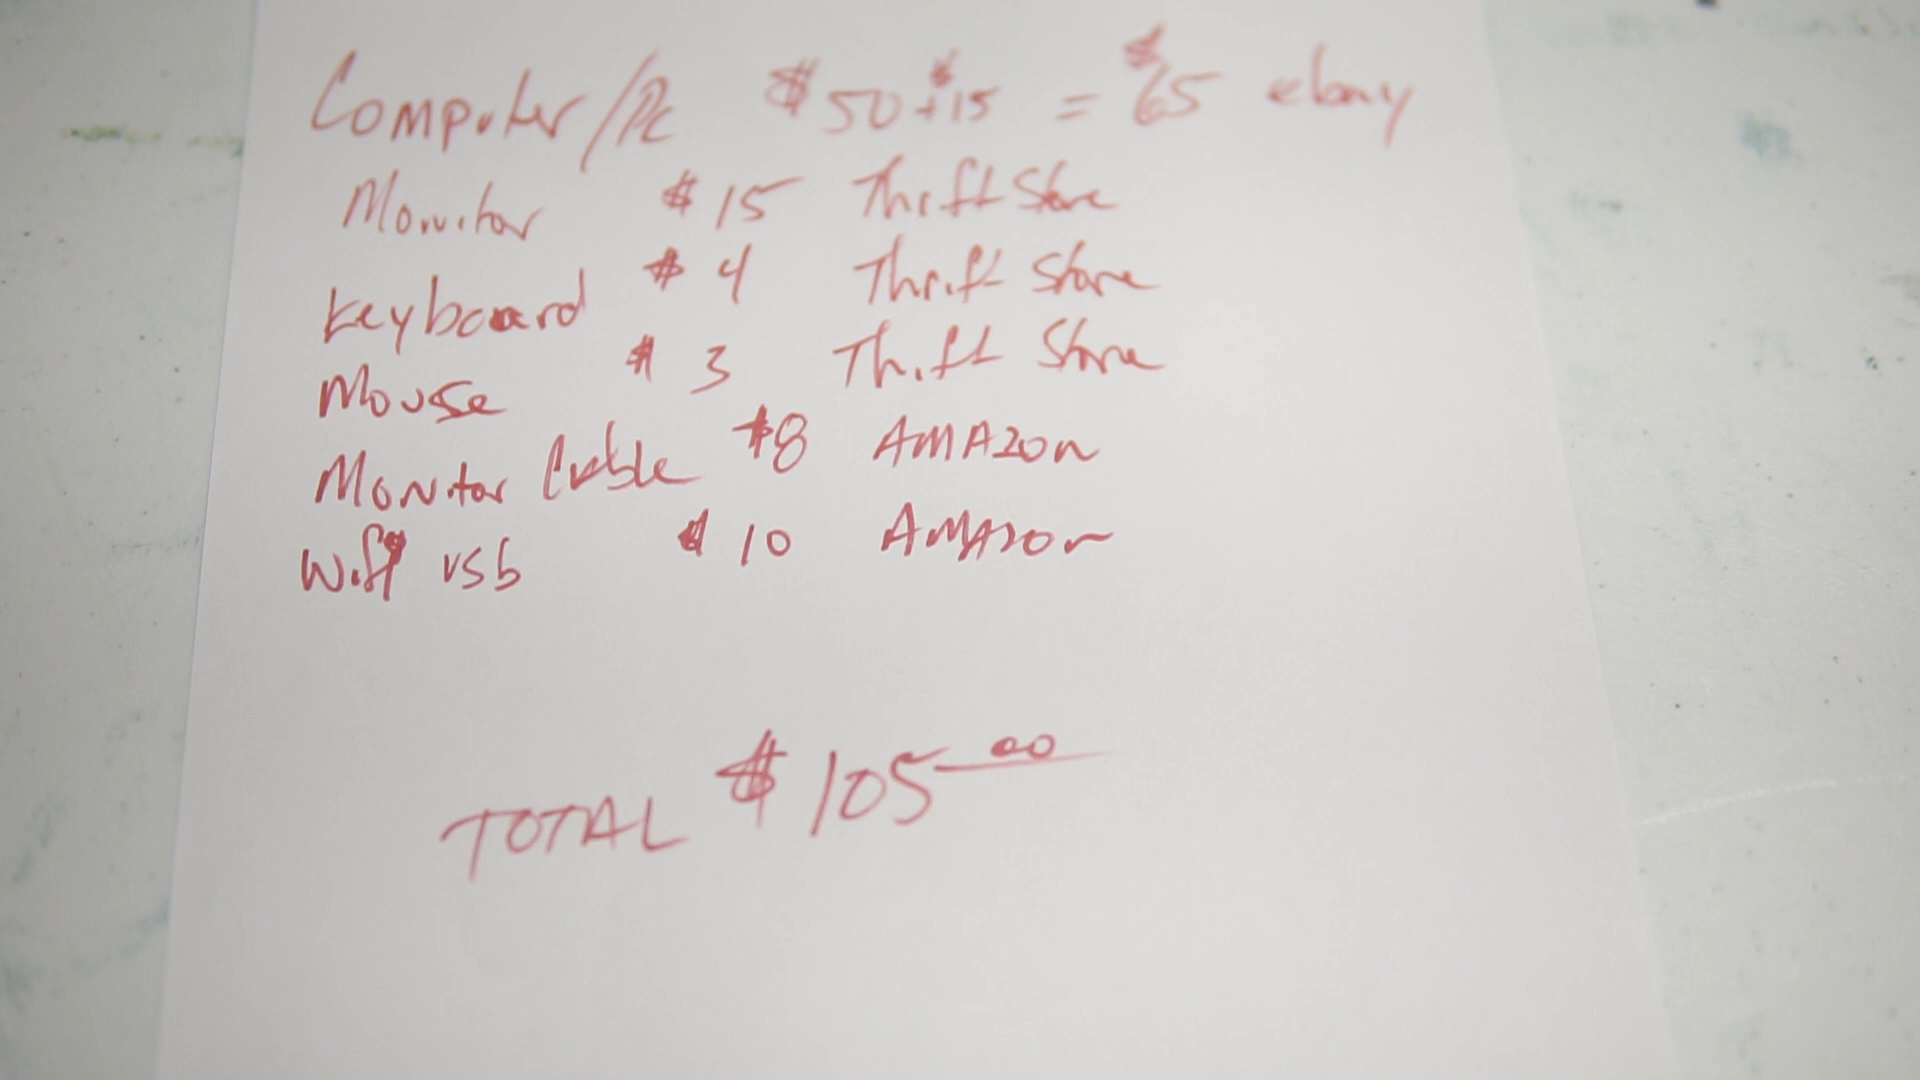 Computer/Pc $50+$15 = $65 ebay
Monitor $15 Thrift Store
Keyboard $4 Thrift Store
Mouse $3 Thrift Store
Monitor Cable $8 AMAZon
Wifi usb $10 AMAZon
TOTAL $105.00